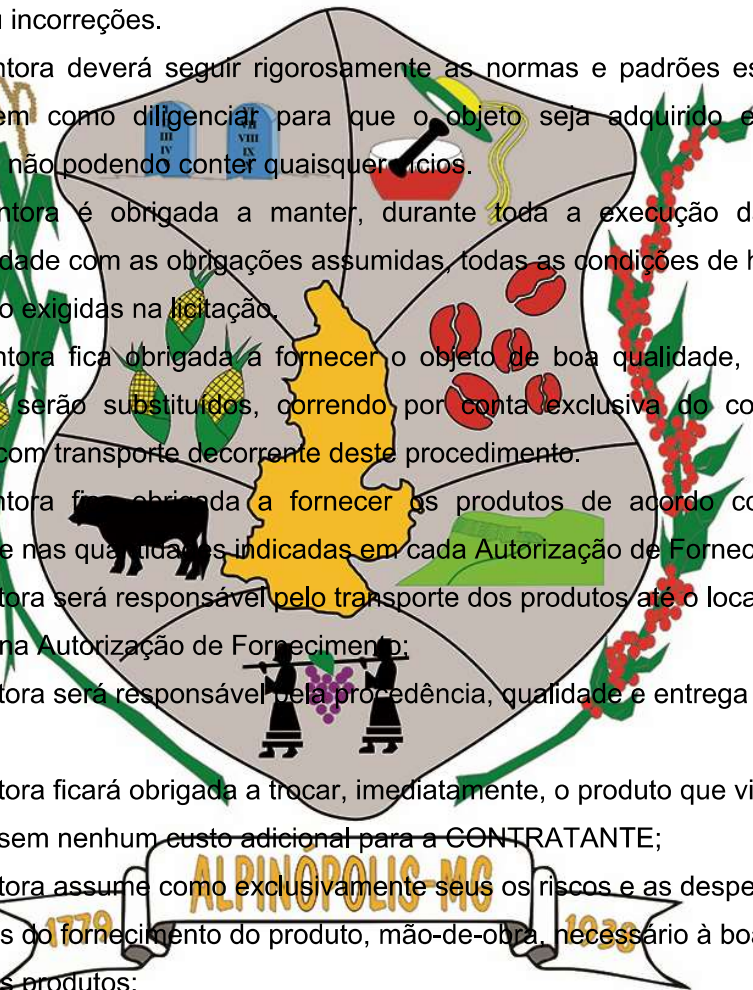 u incorreções.
ntora deverá seguir rigorosamente as normas e padrões es
em como diligenciar para que o objeto seja adquirido e
não podendo conter quaisquer vícios.
ntora é obrigada a manter, durante toda a execução d
dade com as obrigações assumidas, todas as condições de h
o exigidas na licitação.
ntora fica obrigada a fornecer o objeto de boa qualidade,
serão substituídos, correndo por conta exclusiva do co
com transporte decorrente deste procedimento.
ntora fica obrigada a fornecer os produtos de acordo co
e nas quantidades indicadas em cada Autorização de Fornec
tora será responsável pelo transporte dos produtos até o loca
na Autorização de Fornecimento;
tora será responsável pela procedência, qualidade e entrega
tora ficará obrigada a trocar, imediatamente, o produto que vi
sem nenhum custo adicional para a CONTRATANTE;
ALPINÓPOLIS-MG
tora assume como exclusivamente seus os riscos e as despe
1779 1938
s do fornecimento do produto, mão-de-obra, necessário à boa
s produtos;